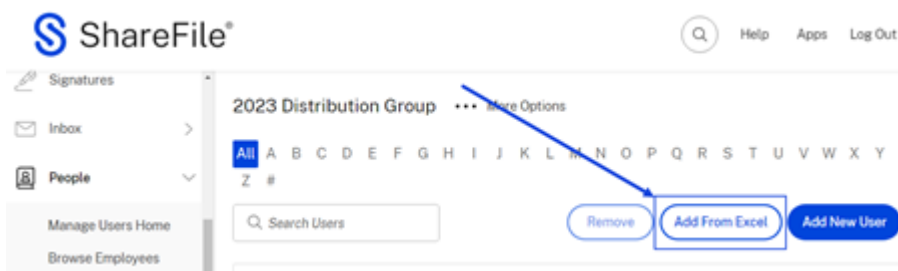 ShareFile®
Help Apps Log Out
Signatures
2023 Distribution Group ••• More Options
Inbox
All A B C D E F G H I J K L M N O P Q R S T U V W X Y
Z #
People
Search Users Remove Add From Excel Add New User
Manage Users Home
Browse Employees